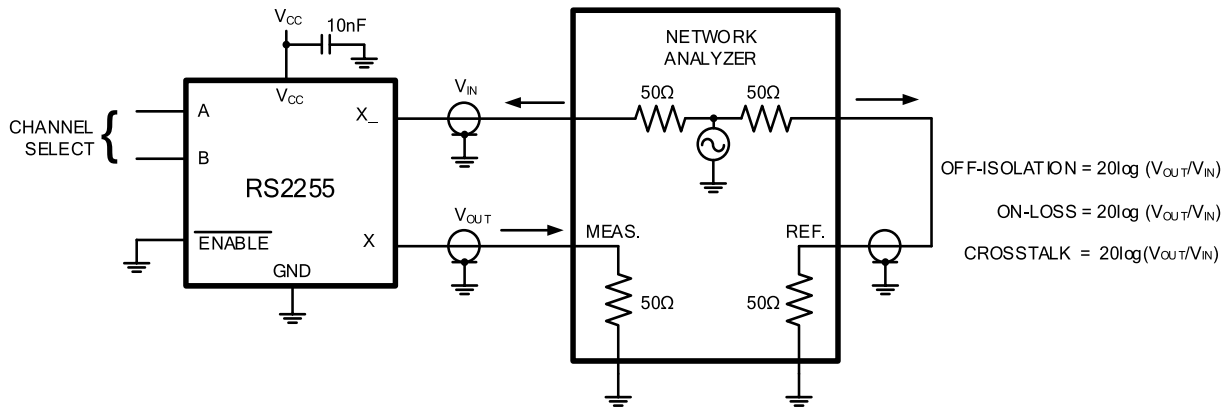 VCC
10nF
VCC
A
B
CHANNEL
SELECT
X_
RS2255
ENABLE
X
GND
VIN
VOUT
NETWORK
ANALYZER
50Ω
50Ω
MEAS.
REF.
50Ω
50Ω
OFF-ISOLATION = 20log (VOUT/VIN)
ON-LOSS = 20log (VOUT/VIN)
CROSSTALK = 20log(VOUT/VIN)